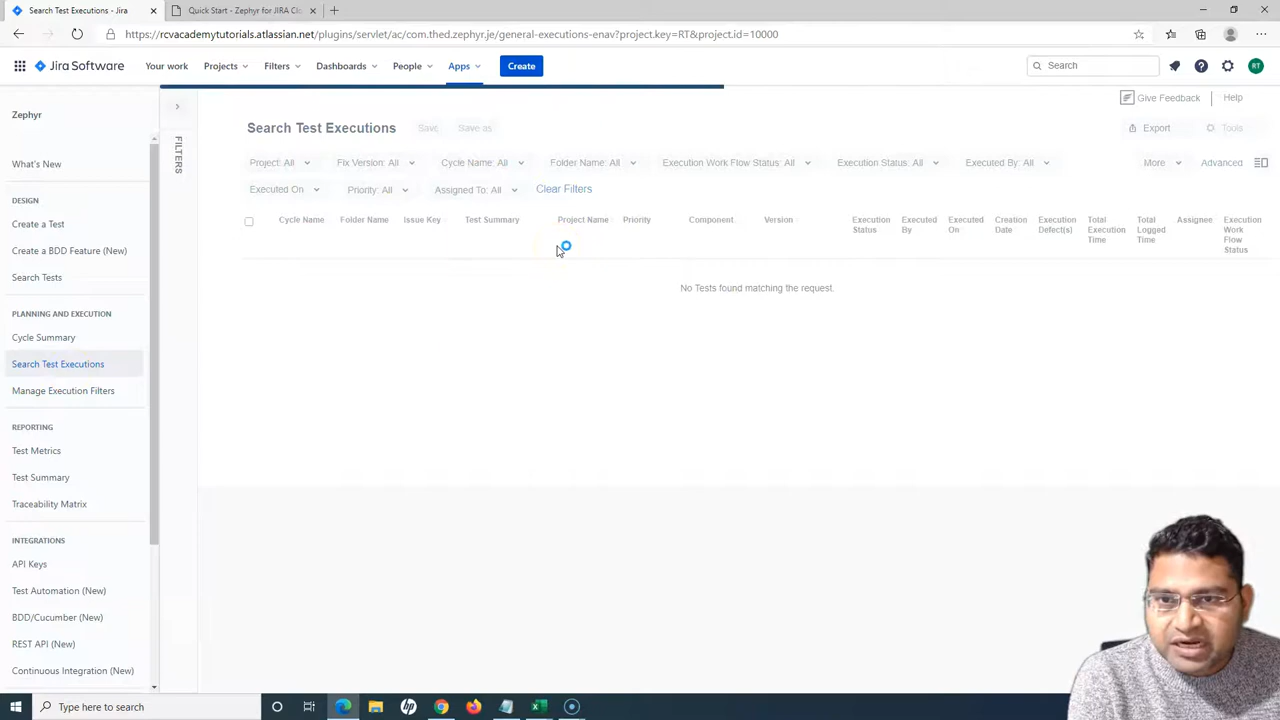 Search Test Executions - Jira
Quick Start - Zephyr for JIRA Clo
https://rcvacademytutorials.atlassian.net/plugins/servlet/ac/com.thed.zephyr.je/general-executions-enav?project.key=RT&project.id=10000
Jira Software
Your work
Projects
Filters
Dashboards
People
Apps
Create
Search
RT
Zephyr
What's New
DESIGN
Create a Test
Create a BDD Feature (New)
Search Tests
PLANNING AND EXECUTION
Cycle Summary
Search Test Executions
Manage Execution Filters
REPORTING
Test Metrics
Test Summary
Traceability Matrix
INTEGRATIONS
API Keys
Test Automation (New)
BDD/Cucumber (New)
REST API (New)
Continuous Integration (New)
FILTERS
Give Feedback
Help
Search Test Executions
Save
Save as
Export
Tools
Project: All
Fix Version: All
Cycle Name: All
Folder Name: All
Execution Work Flow Status: All
Execution Status: All
Executed By: All
More
Advanced
Executed On
Priority: All
Assigned To: All
Clear Filters
Cycle Name
Folder Name
Issue Key
Test Summary
Project Name
Priority
Component
Version
Execution
Status
Executed
By
Executed
On
Creation
Date
Execution
Defect(s)
Total
Execution
Time
Total
Logged
Time
Assignee
Execution
Work
Flow
Status
No Tests found matching the request.
Type here to search